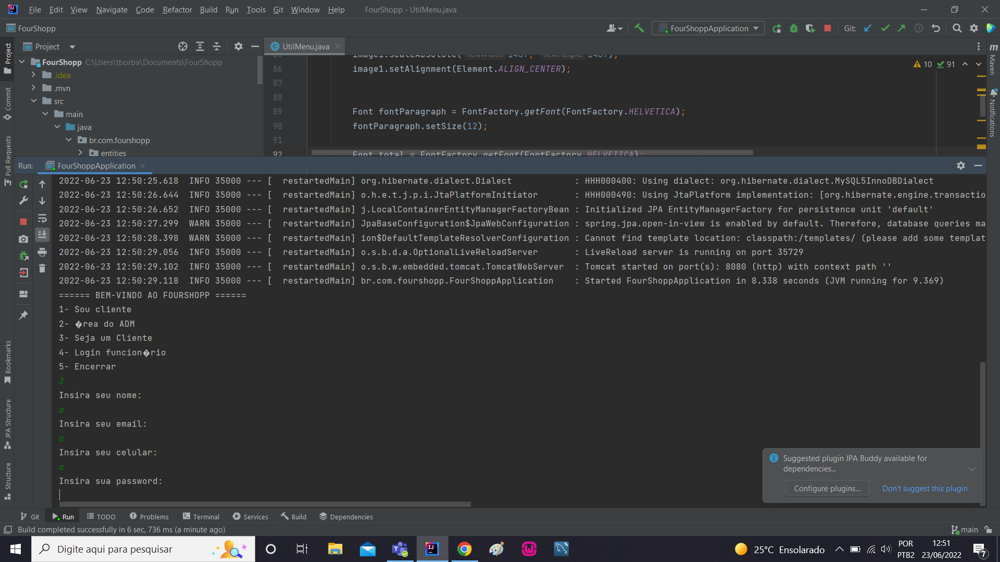 File Edit View Navigate Code Refactor Build Run Tools Git Window Help FourShopp - UtilMenu.java
FourShopp
FourShoppApplication
Git:
Project
UtilMenu.java
FourShopp C:\Users\tborba\Documents\FourShopp
.idea
.mvn
src
main
java
br.com.fourshopp
entities
image1.scaleAbsolute( newWidth: 140f, newHeight: 140f);
86 image1.setAlignment(Element.ALIGN_CENTER);
87
88
89 Font fontParagraph = FontFactory.getFont(FontFactory.HELVETICA);
90 fontParagraph.setSize(12);
91
92 Font total = FontFactory.getFont(FontFactory.HELVETICA);
10 91
Project
Commit
Pull Requests
Bookmarks
JPA Structure
Structure
Maven
Notifications
Run: FourShoppApplication
2022-06-23 12:50:25.618 INFO 35000 --- [ restartedMain] org.hibernate.dialect.Dialect : HHH000400: Using dialect: org.hibernate.dialect.MySQL5InnoDBDialect
2022-06-23 12:50:26.644 INFO 35000 --- [ restartedMain] o.h.e.t.j.p.i.JtaPlatformInitiator : HHH000490: Using JtaPlatform implementation: [org.hibernate.engine.transactio
2022-06-23 12:50:26.652 INFO 35000 --- [ restartedMain] j.LocalContainerEntityManagerFactoryBean : Initialized JPA EntityManagerFactory for persistence unit 'default'
2022-06-23 12:50:27.299 WARN 35000 --- [ restartedMain] JpaBaseConfiguration$JpaWebConfiguration : spring.jpa.open-in-view is enabled by default. Therefore, database queries ma
2022-06-23 12:50:28.398 WARN 35000 --- [ restartedMain] ion$DefaultTemplateResolverConfiguration : Cannot find template location: classpath:/templates/ (please add some templat
2022-06-23 12:50:29.056 INFO 35000 --- [ restartedMain] o.s.b.d.a.OptionalLiveReloadServer : LiveReload server is running on port 35729
2022-06-23 12:50:29.102 INFO 35000 --- [ restartedMain] o.s.b.w.embedded.tomcat.TomcatWebServer : Tomcat started on port(s): 8080 (http) with context path ''
2022-06-23 12:50:29.118 INFO 35000 --- [ restartedMain] br.com.fourshopp.FourShoppApplication : Started FourShoppApplication in 8.338 seconds (JVM running for 9.369)
====== BEM-VINDO AO FOURSHOPP ======
1- Sou cliente
2- �rea do ADM
3- Seja um Cliente
4- Login funcion�rio
5- Encerrar
3
Insira seu nome:
a
Insira seu email:
a
Insira seu celular:
a
Insira sua password:
Suggested plugin JPA Buddy available for
dependencies...
Configure plugins... Don't suggest this plugin
Git Run TODO Problems Terminal Services Build Dependencies
Build completed successfully in 6 sec, 736 ms (a minute ago)
main
Digite aqui para pesquisar
25°C Ensolarado
POR
PTB2
12:51
23/06/2022
7